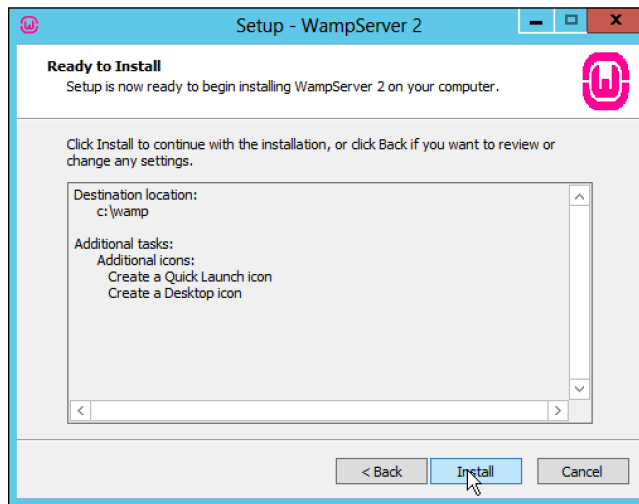 Setup - WampServer 2
Ready to Install
Setup is now ready to begin installing WampServer 2 on your computer.
Click Install to continue with the installation, or click Back if you want to review or
change any settings.
Destination location:
c:\wamp
Additional tasks:
Additional icons:
Create a Quick Launch icon
Create a Desktop icon
< Back
Install
Cancel